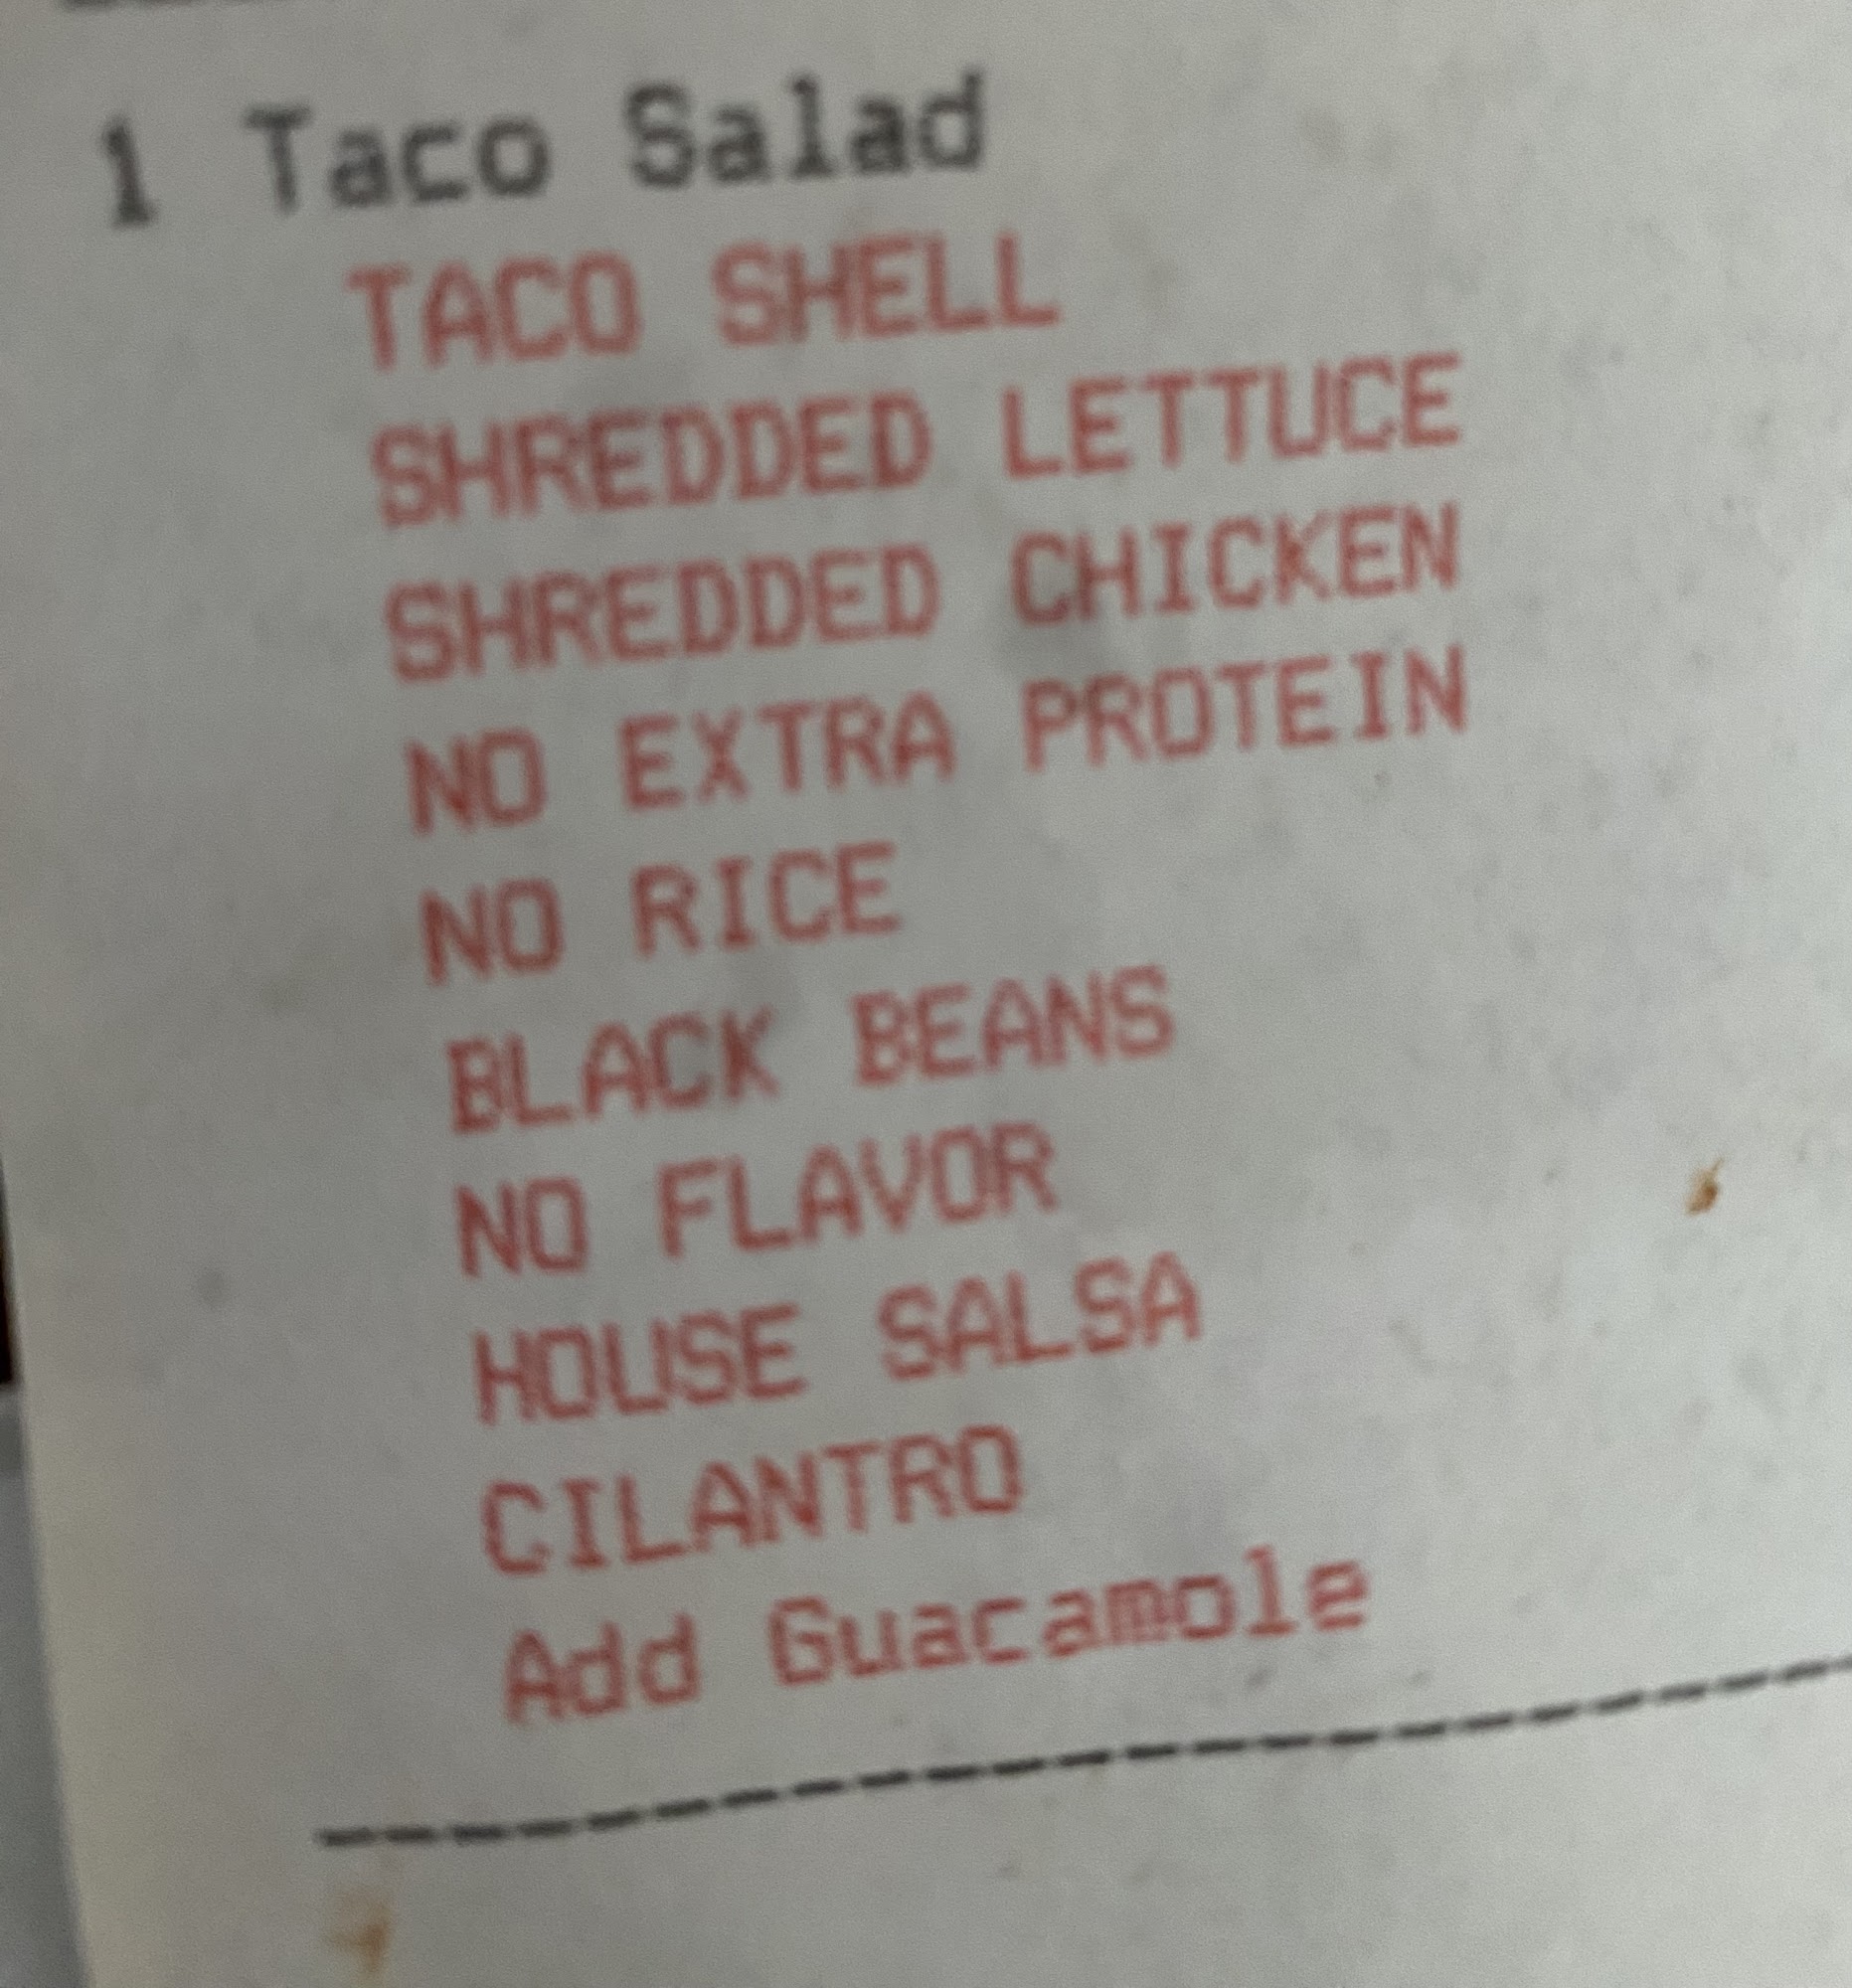 1 Taco Salad
TACO SHELL
SHREDDED LETTUCE
SHREDDED CHICKEN
NO EXTRA PROTEIN
NO RICE
BLACK BEANS
NO FLAVOR
HOUSE SALSA
CILANTRO
Add Guacamole